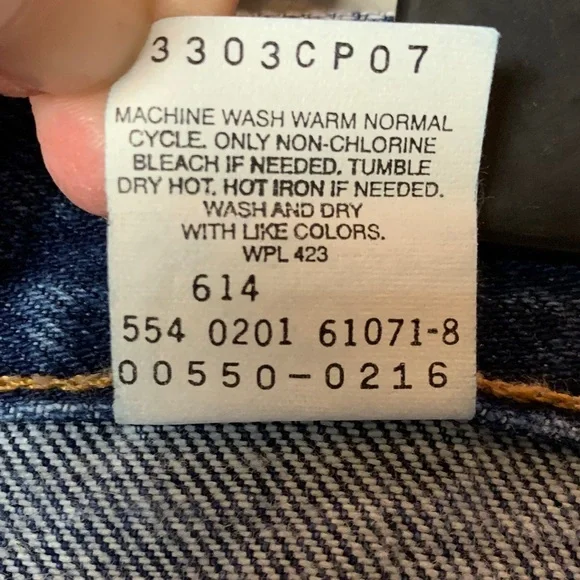 3303CP07
MACHINE WASH WARM NORMAL
CYCLE. ONLY NON-CHLORINE
BLEACH IF NEEDED. TUMBLE
DRY HOT. HOT IRON IF NEEDED.
WASH AND DRY
WITH LIKE COLORS.
WPL 423
614
554 0201 61071-8
00550-0216